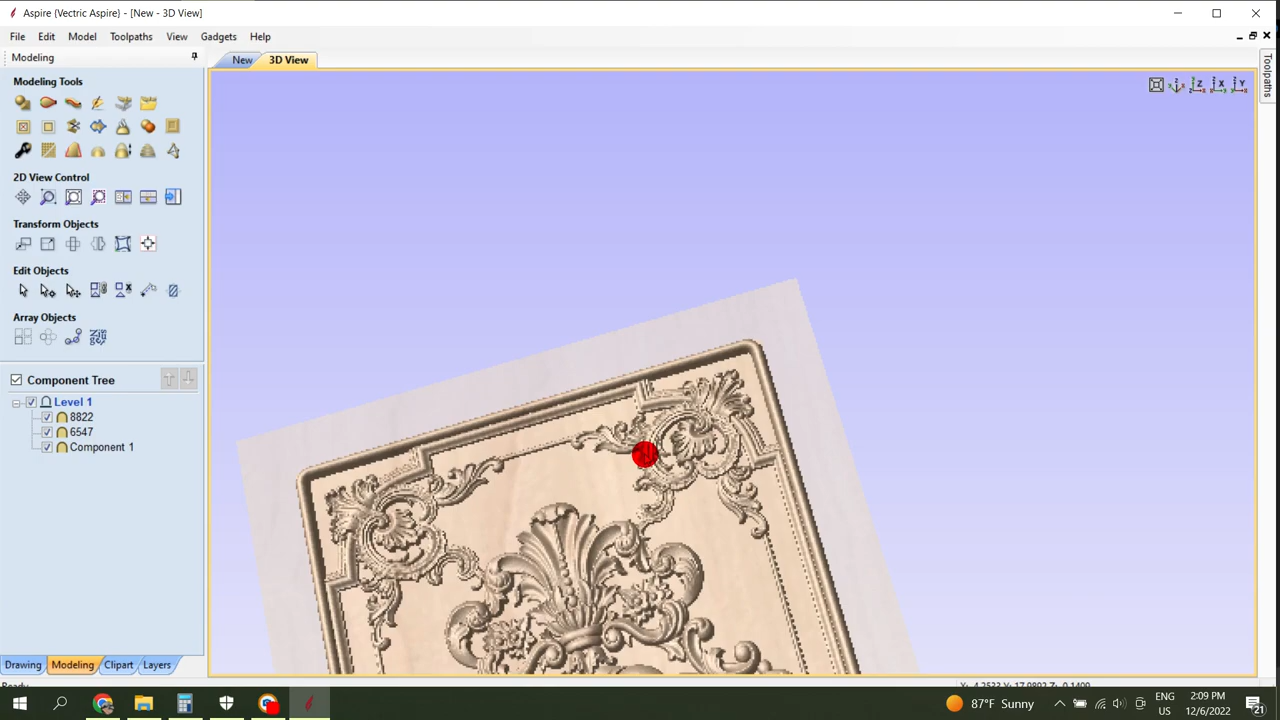 Aspire (Vectric Aspire) - [New - 3D View]
File Edit Model Toolpaths View Gadgets Help
Modeling
New
3D View
Toolpaths
Modeling Tools
2D View Control
Transform Objects
Edit Objects
Array Objects
Component Tree
Level 1
8822
6547
Component 1
Drawing
Modeling
Clipart
Layers
87°F Sunny
ENG
US
2:09 PM
12/6/2022
21